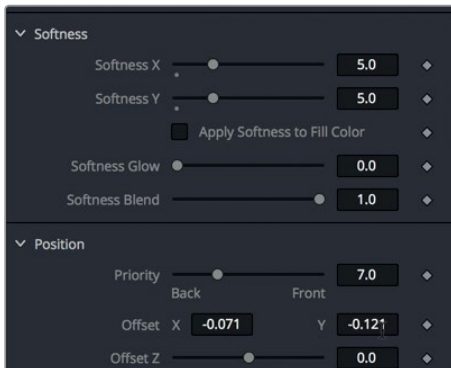 Softness
Softness X 5.0
Softness Y 5.0
Apply Softness to Fill Color
Softness Glow 0.0
Softness Blend 1.0
Position
Priority 7.0
Back Front
Offset X -0.071 Y -0.121
Offset Z 0.0